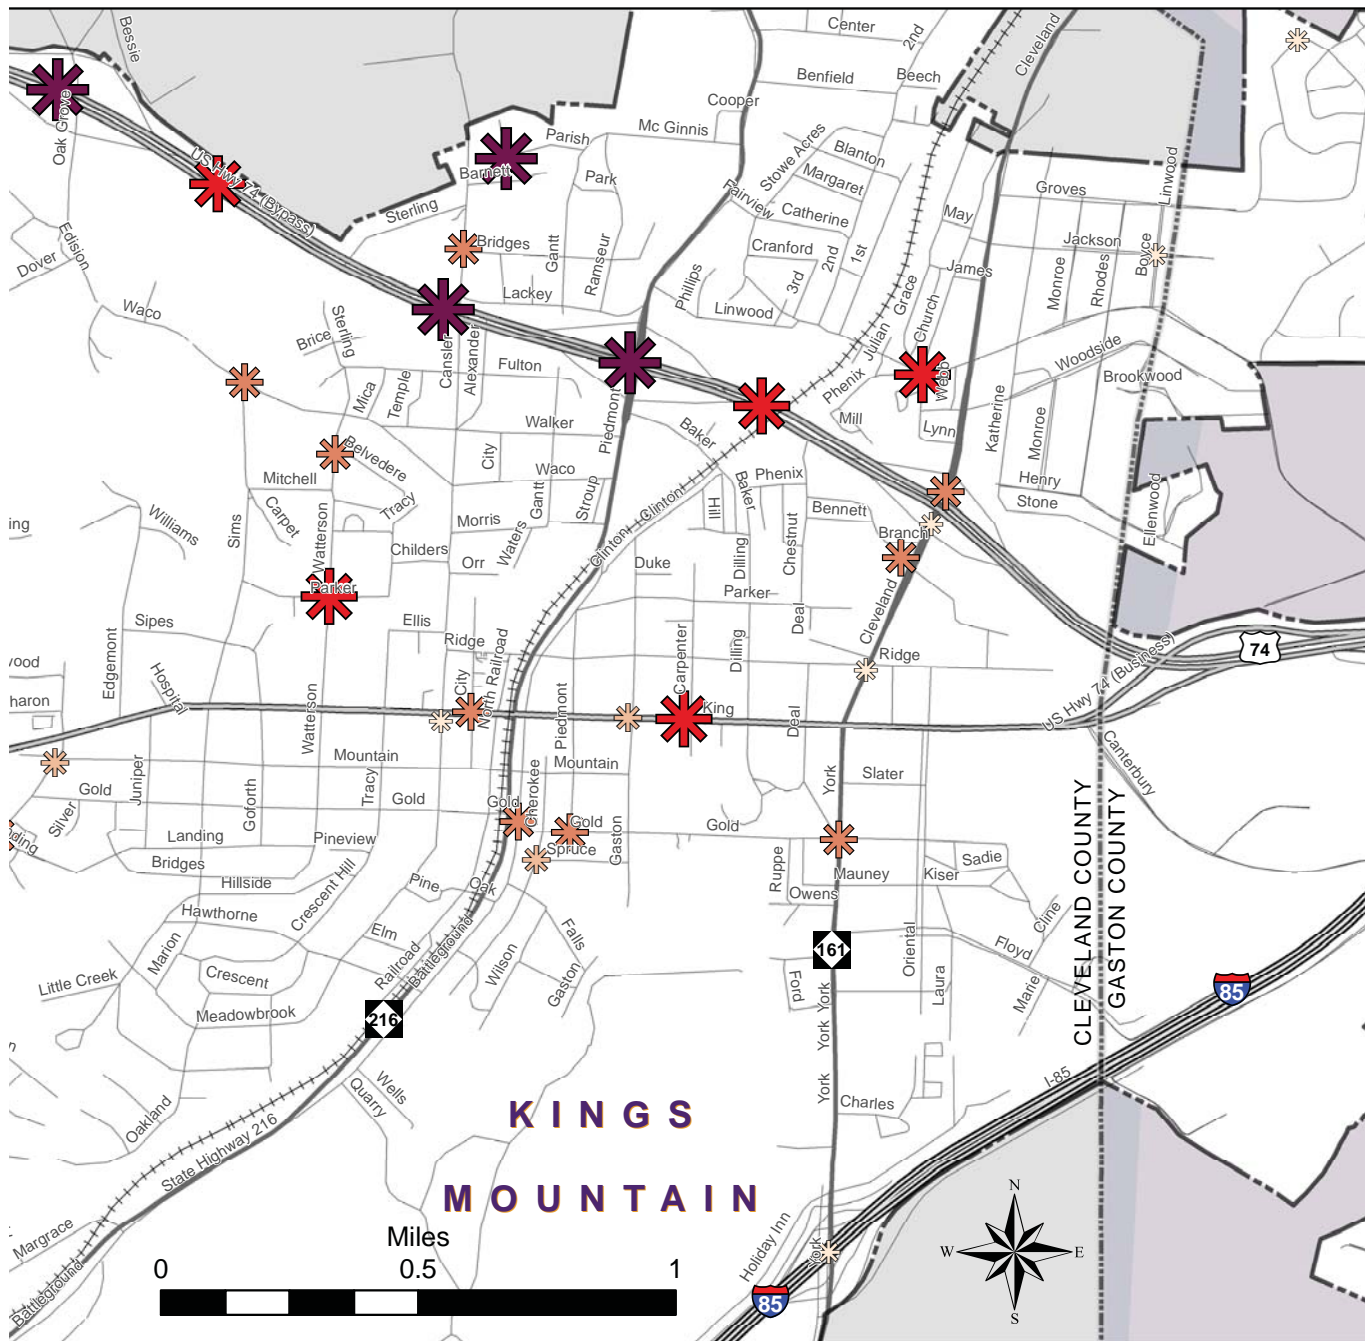 Bessie
Center
2nd
Cleveland
Benfield
Beech
Cooper
Oak Grove
Mc Ginnis
Parish
Stowe Acres
Blanton
US Hwy 74 (Bypass)
Barnett
Park
Margaret
Linwood
Groves
Fairview
Sterling
Catherine
May
Edision
Bridges
Gantt
Ramseur
Cranford
2nd
1st
Jackson
Boyce
Dover
3rd
James
Monroe
Rhodes
Lackey
Phillips
Linwood
Grace
Church
Waco
Sterling
Brice
Cansler
Alexander
Fulton
Julian
Woodside
Phenix
Webb
Brookwood
Mica
Temple
Piedmont
Walker
Baker
Mill
Lynn
Katherine
Monroe
Belvedere
City
Waco
Phenix
Mitchell
Henry
Stone
Gantt
Stroup
Clinton
Hill
Baker
Bennett
Ellenwood
Carpet
Tracy
Williams
Sims
Watterson
Morris
Waters
Clinton
Chestnut
Branch
ing
Childers
Orr
Duke
Dilling
Parker
Parker
Deal
Cleveland
Sipes
Ellis
Edgemont
Ridge
North Railroad
Carpenter
Dilling
Ridge
74
US Hwy 74 (Business)
wood
Hospital
City
haron
Watterson
Piedmont
King
Deal
Canterbury
Mountain
Mountain
Juniper
Tracy
York
Slater
Gold
Silver
Goforth
Gold
Gold
Cherokee
Gold
Gaston
Gold
CLEVELAND COUNTY
GASTON COUNTY
nding
Landing
Pineview
Spruce
Bridges
Ruppe
Sadie
Hillside
Crescent Hill
Pine
Oak
Mauney
Kiser
Owens
Hawthorne
Elm
Falls
Cline
Marion
Railroad
Battleground
Wilson
161
Oriental
Floyd
Little Creek
Crescent
Gaston
Ford
York
Laura
Marie
85
Meadowbrook
216
York
Wells
Quarry
I-85
York
Charles
KINGS
Oakland
State Highway 216
MOUNTAIN
N
Margrace
Miles
Holiday Inn
York
W
E
0
0.5
1
Battleground
85
S